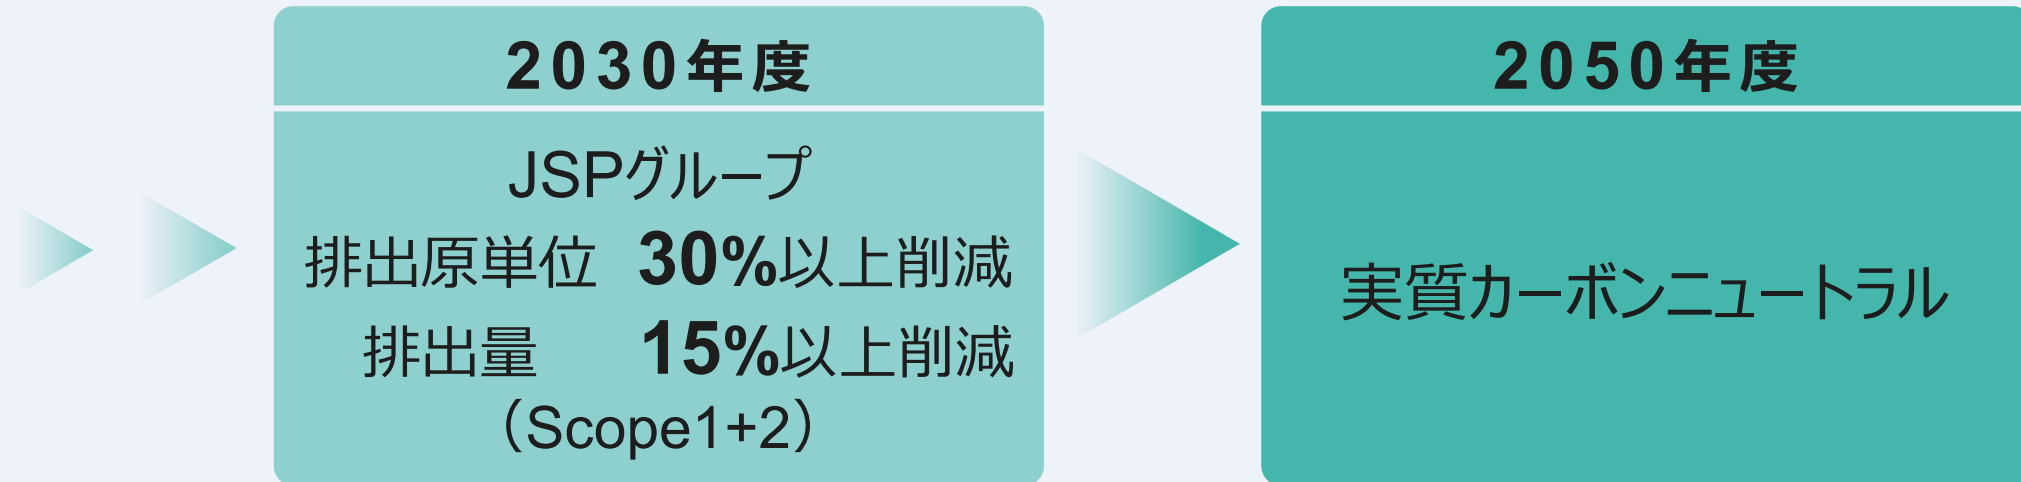 2030年度
JSPグループ
排出原単位 30%以上削減
排出量 15%以上削減
（Scope1+2）
2050年度
実質カーボンニュートラル